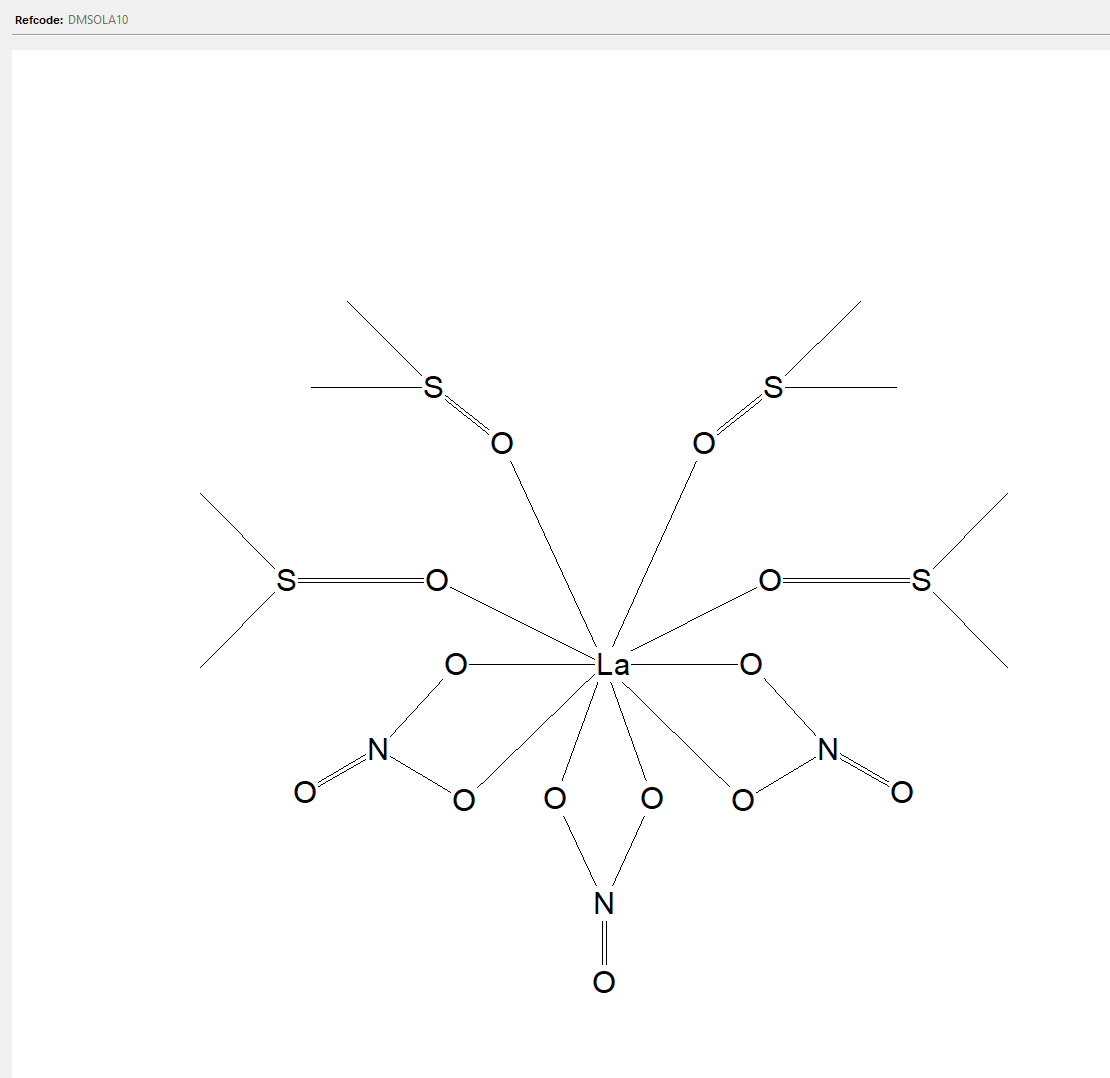 Refcode: DMSOLA10
S S
O O
S O O S
O La O
N N
O O O O O O
N
O